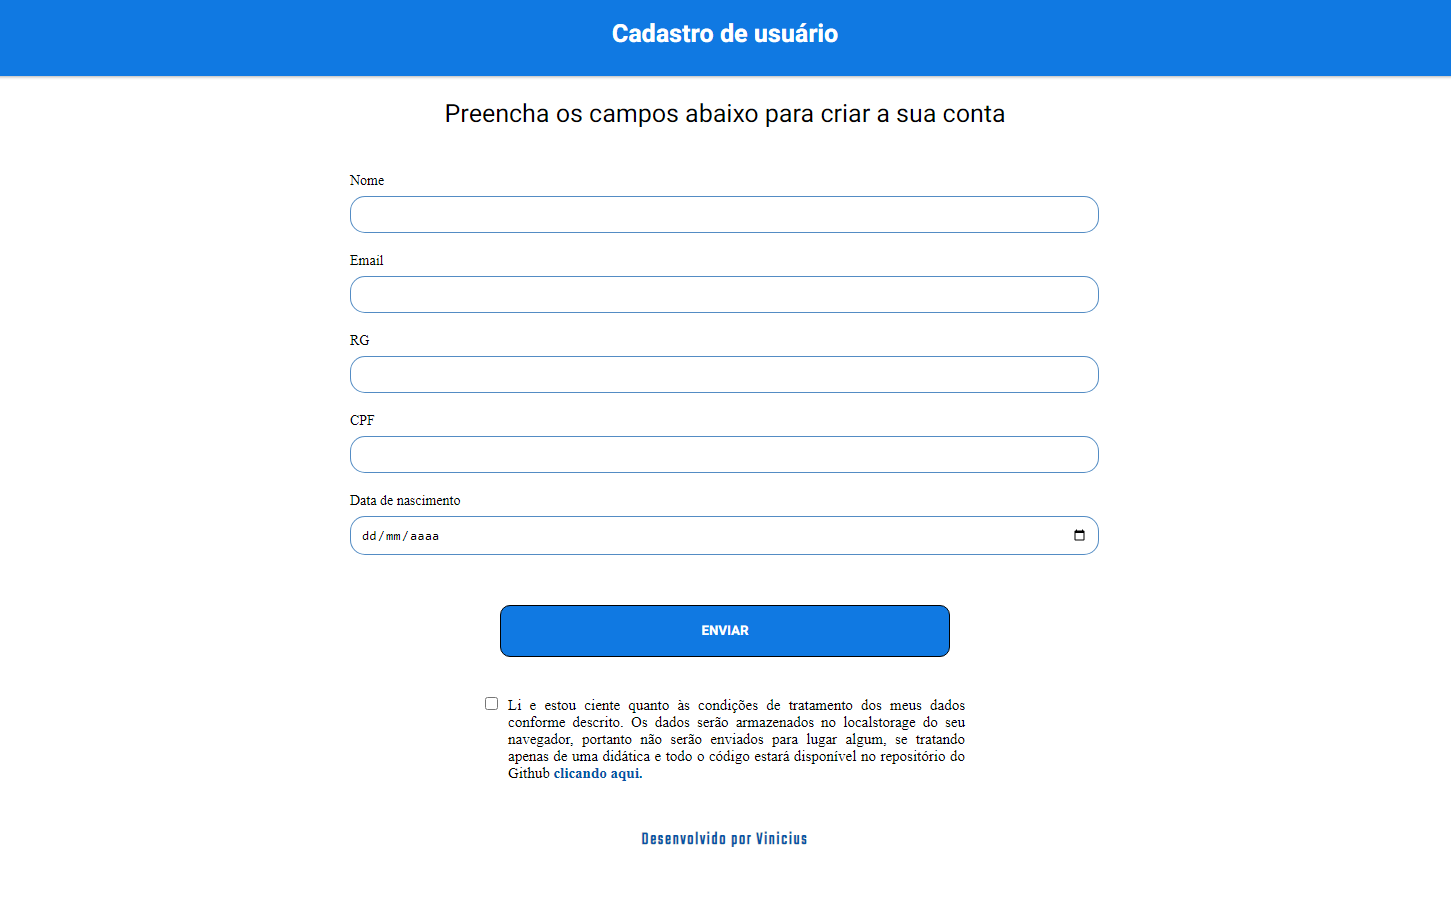 Cadastro de usuário
Preencha os campos abaixo para criar a sua conta
Nome
Email
RG
CPF
Data de nascimento
dd/mm/aaaa
ENVIAR
Li e estou ciente quanto às condições de tratamento dos meus dados
conforme descrito. Os dados serão armazenados no localstorage do seu
navegador, portanto não serão enviados para lugar algum, se tratando
apenas de uma didática e todo o código estará disponível no repositório do
Github clicando aqui.
Desenvolvido por Vinicius